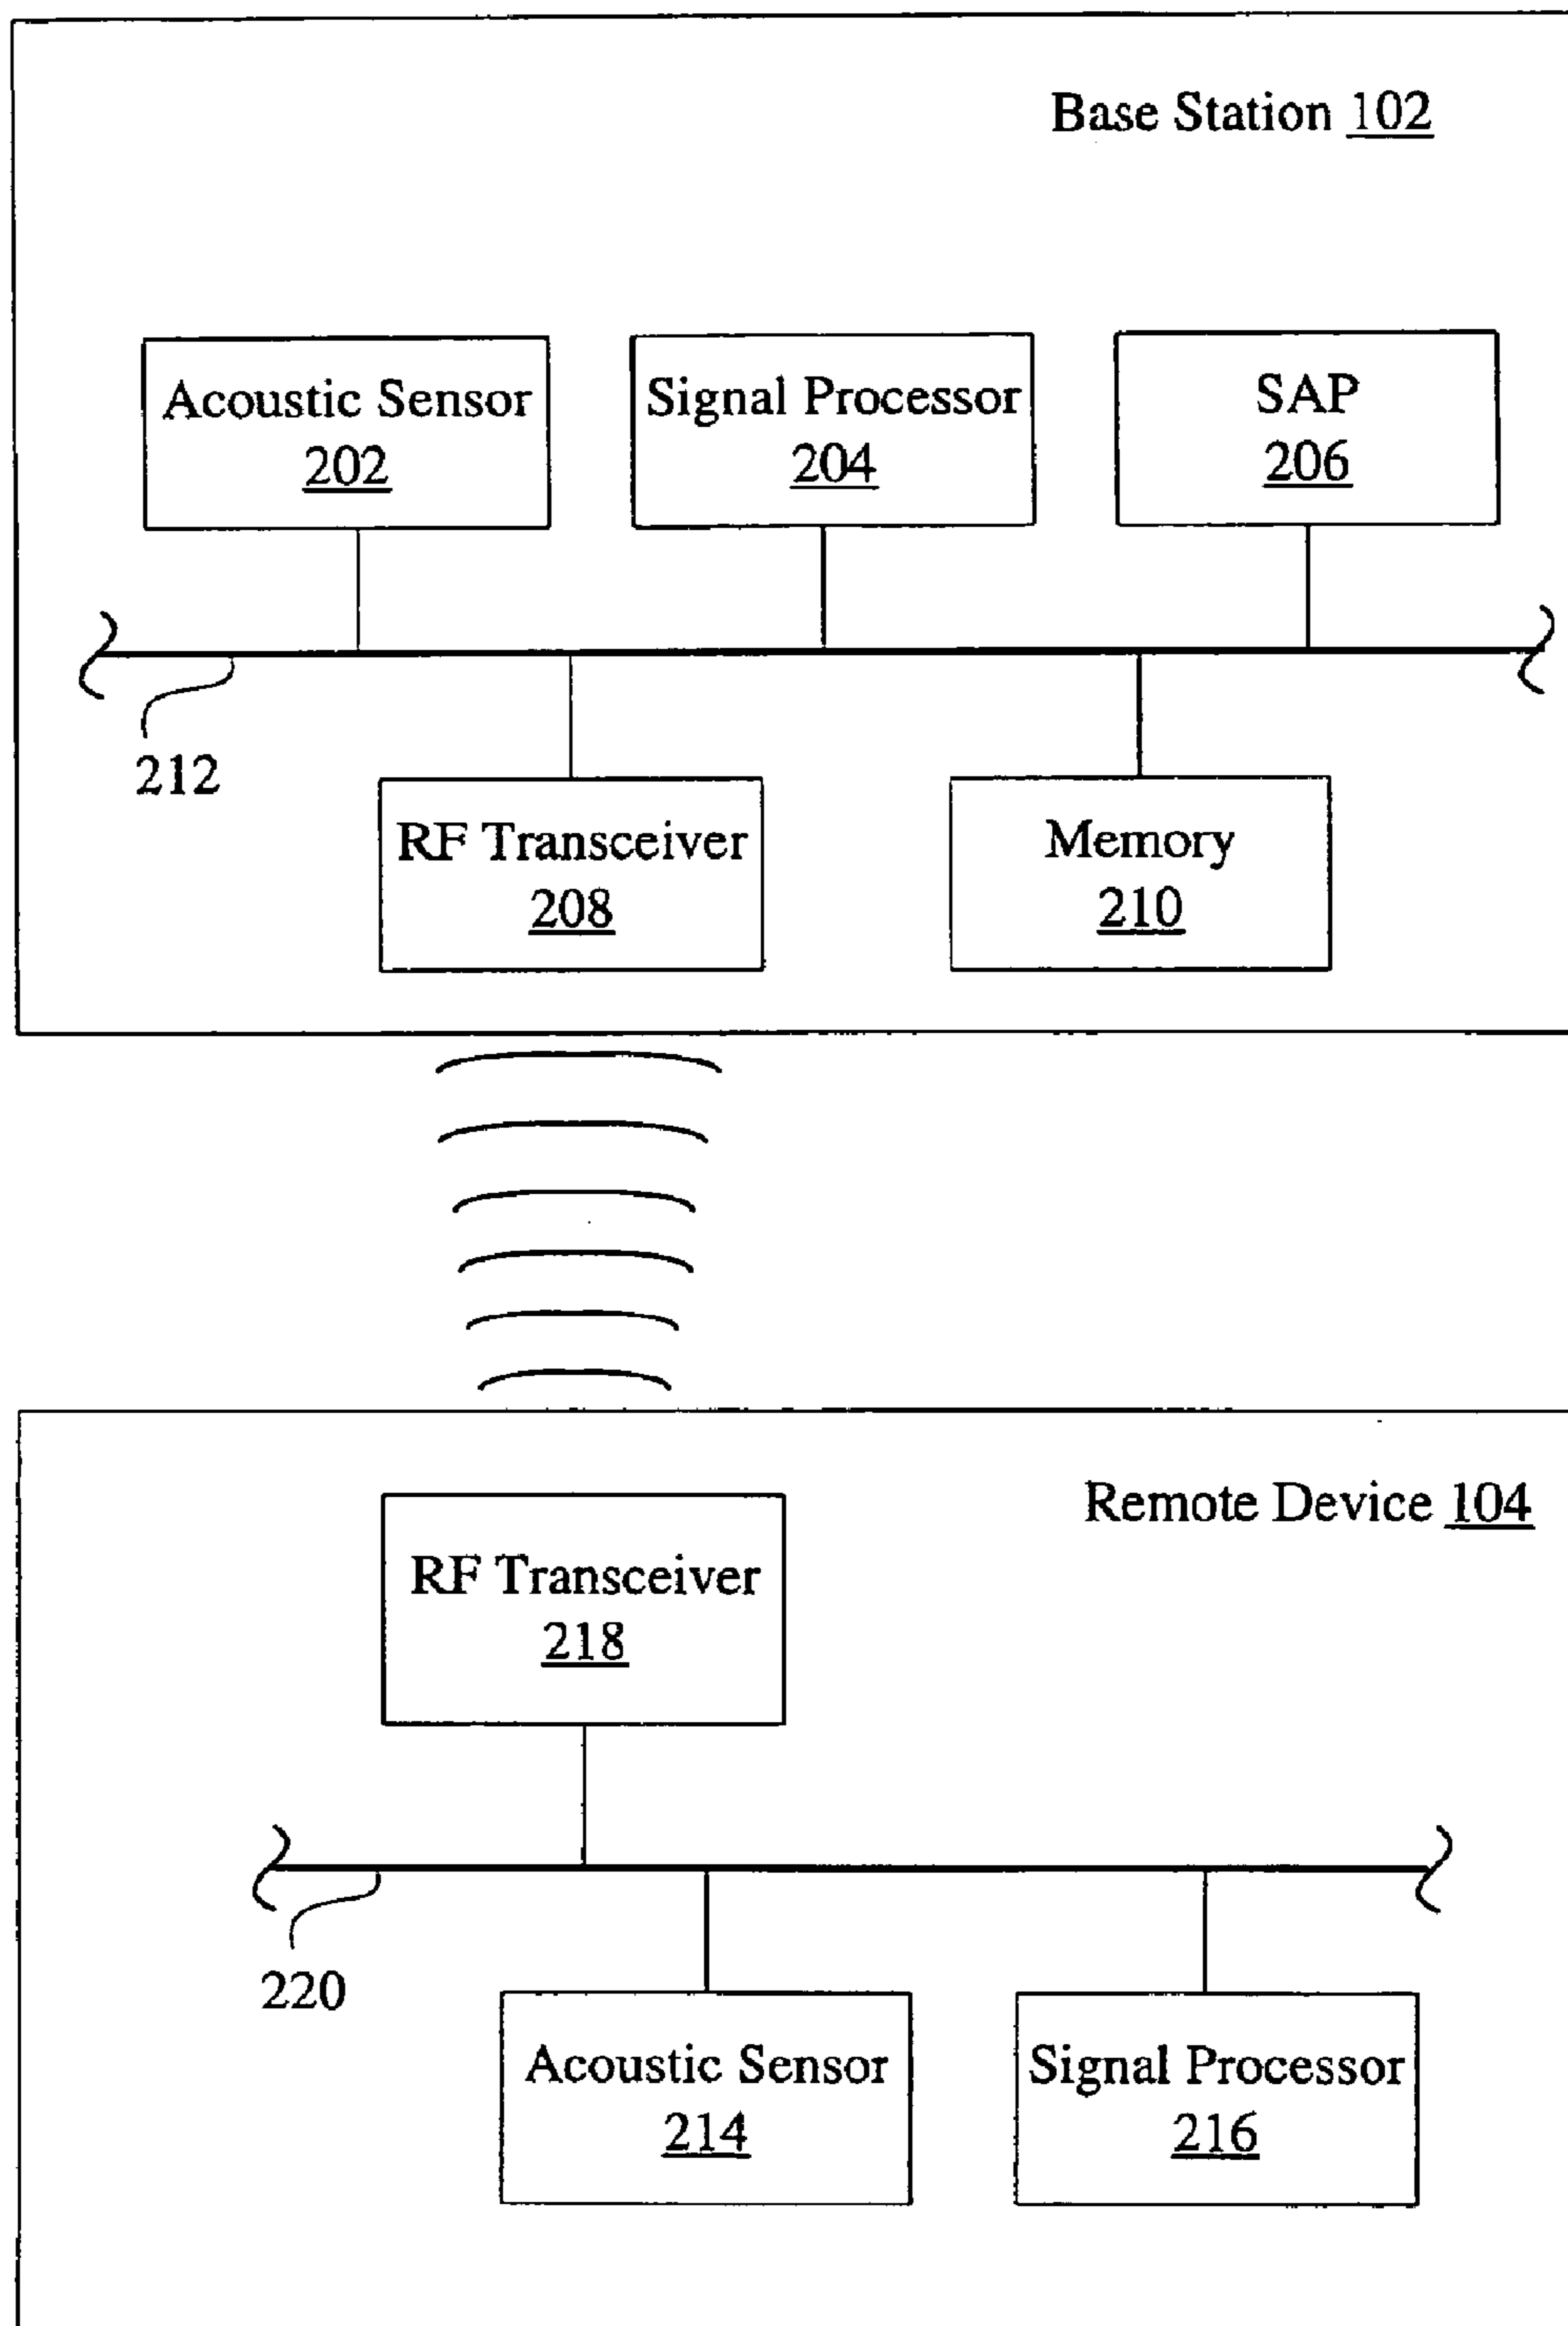 Base Station 102
Acoustic Sensor
202
Signal Processor
204
SAP
206
212
RF Transceiver
208
Memory
210
Remote Device 104
RF Transceiver
218
220
Acoustic Sensor
214
Signal Processor
216